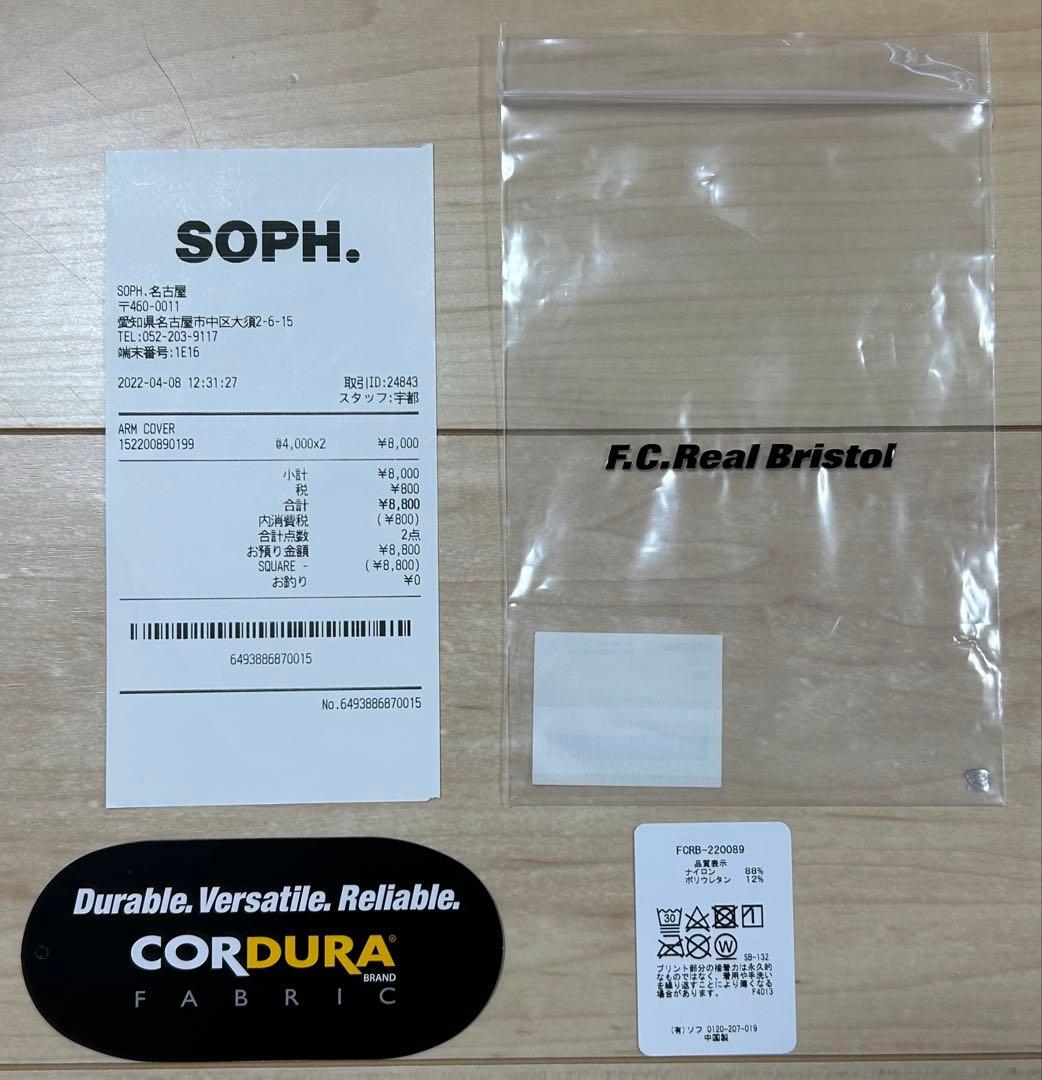 SOPH.
SOPH.名古屋
〒460-0011
愛知県名古屋市中区大須2-6-15
TEL:052-203-9117
端末番号:1E16
2022-04-08 12:31:27 取引ID:24843
スタッフ:宇都
ARM COVER
152200890199 @4,000x2 ¥8,000
小計 ¥8,000
税 ¥800
合計 ¥8,800
内消費税 (¥800)
合計点数 2点
お預り金額 ¥8,800
SQUARE - (¥8,800)
お釣り ¥0
6493886870015
No.6493886870015
F.C.Real Bristol
Durable. Versatile. Reliable.
CORDURA®
BRAND
FABRIC
FCRB-220089
品質表示
ナイロン 88%
ポリウレタン 12%
30
1
W
SB-132
プリント部分の接着力は永久的
なものではなく、着用や手洗い
を繰り返すことにより薄くなる
場合があります。 F4013
(有)ソフ 0120-207-019
中国製